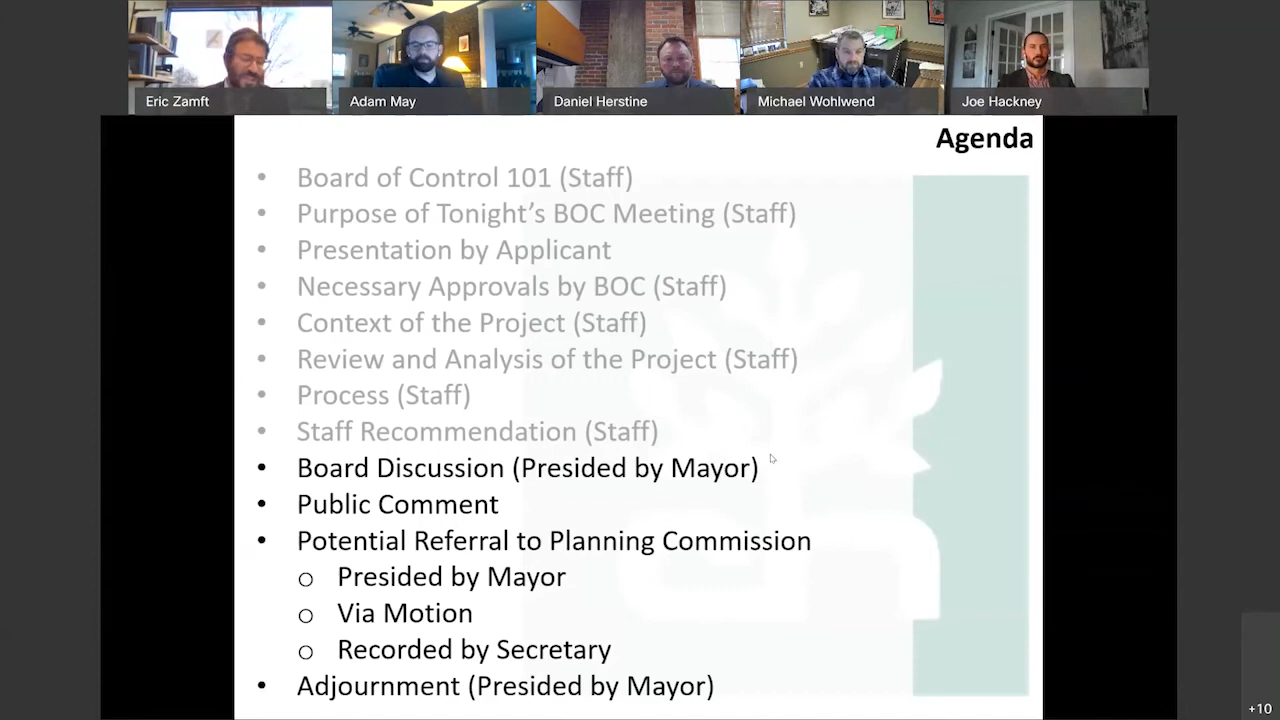 Eric Zamft
Adam May
Daniel Herstine
Michael Wohlwend
Joe Hackney
Agenda
• Board of Control 101 (Staff)
• Purpose of Tonight’s BOC Meeting (Staff)
• Presentation by Applicant
• Necessary Approvals by BOC (Staff)
• Context of the Project (Staff)
• Review and Analysis of the Project (Staff)
• Process (Staff)
• Staff Recommendation (Staff)
• Board Discussion (Presided by Mayor)
• Public Comment
• Potential Referral to Planning Commission
o Presided by Mayor
o Via Motion
o Recorded by Secretary
• Adjournment (Presided by Mayor)
+10